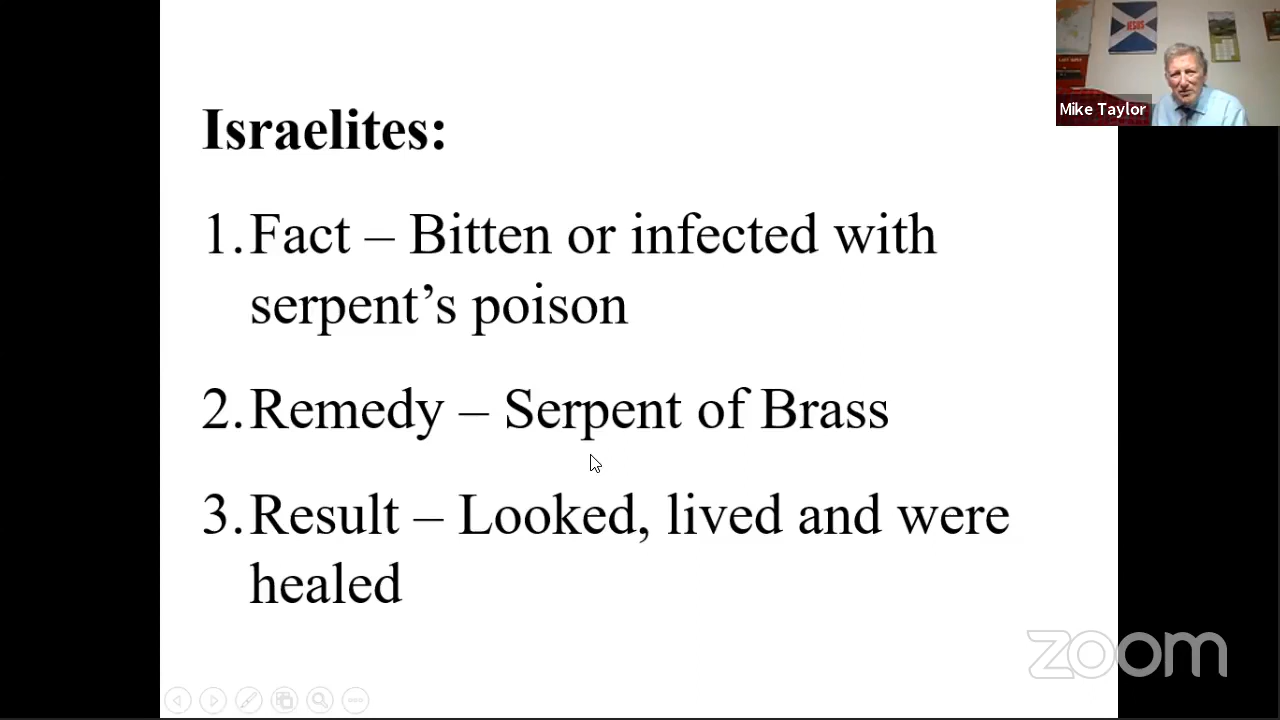 Israelites:
1. Fact – Bitten or infected with
serpent’s poison
2. Remedy – Serpent of Brass
3. Result – Looked, lived and were
healed
JESUS
Mike Taylor
zoom